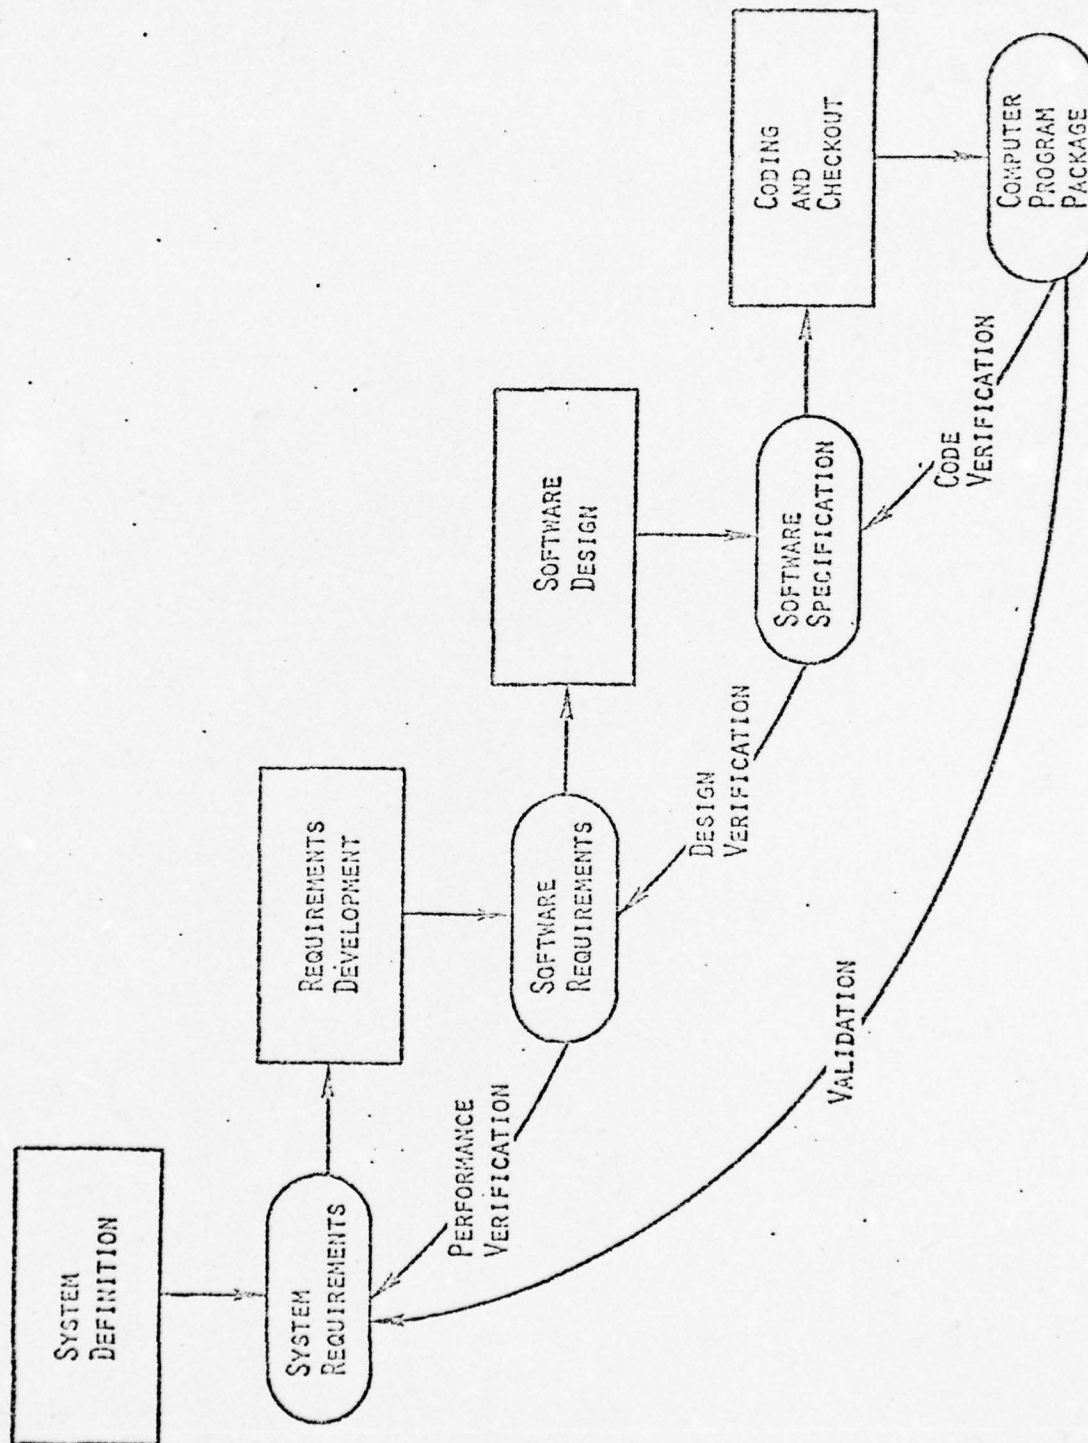 System
Definition
System
Requirements
Performance
Verification
Requirements
Development
Software
Requirements
Design
Verification
Software
Design
Software
Specification
Code
Verification
Coding
and
Checkout
Computer
Program
Package
Validation